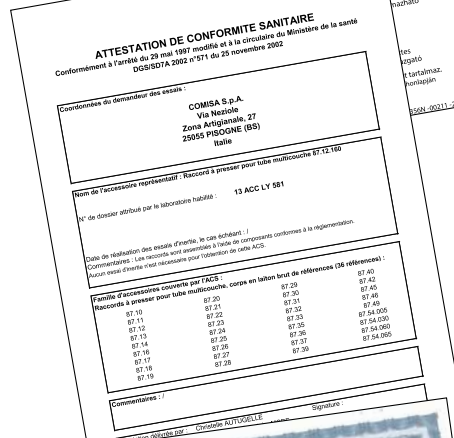 ATTESTATION DE CONFORMITE SANITAIRE
Conformément à l'arrêté du 29 mai 1997 modifié et à la circulaire du Ministère de la santé
DGS/SD7A 2002 n°571 du 25 novembre 2002
Coordonnées du demandeur des essais :
COMISA S.p.A.
Via Neziole
Zona Artigianale, 27
25055 PISOGNE (BS)
Italie
Nom de l'accessoire représentatif : Raccord à presser pour tube multicouche 87.12.160
N° de dossier attribué par le laboratoire habilité : 13 ACC LY 581
Date de réalisation des essais d'inertie, le cas échéant : /
Commentaires : Les raccords sont assemblés à l'aide de composants conformes à la réglementation.
Aucun essai d'inertie n'est nécessaire pour l'obtention de cette ACS.
Famille d'accessoires couverte par l'ACS :
Raccords à presser pour tube multicouche, corps en laiton brut de références (36 références) :
87.10 87.20 87.29 87.40
87.11 87.21 87.30 87.42
87.12 87.22 87.31 87.45
87.13 87.23 87.32 87.46
87.14 87.24 87.33 87.49
87.16 87.25 87.35 87.54.005
87.17 87.26 87.36 87.54.030
87.18 87.27 87.37 87.54.060
87.19 87.28 87.39 87.54.065
Commentaires : /
délivrée par : Christelle AUTUGELLE Signature :
mazható
tes
zgató
t tartalmaz.
honlapján